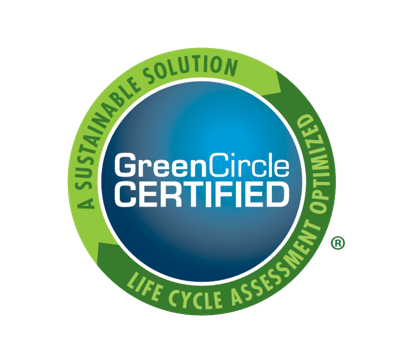 A SUSTAINABLE SOLUTION
GreenCircle
CERTIFIED
®
LIFE CYCLE ASSESSMENT OPTIMIZED